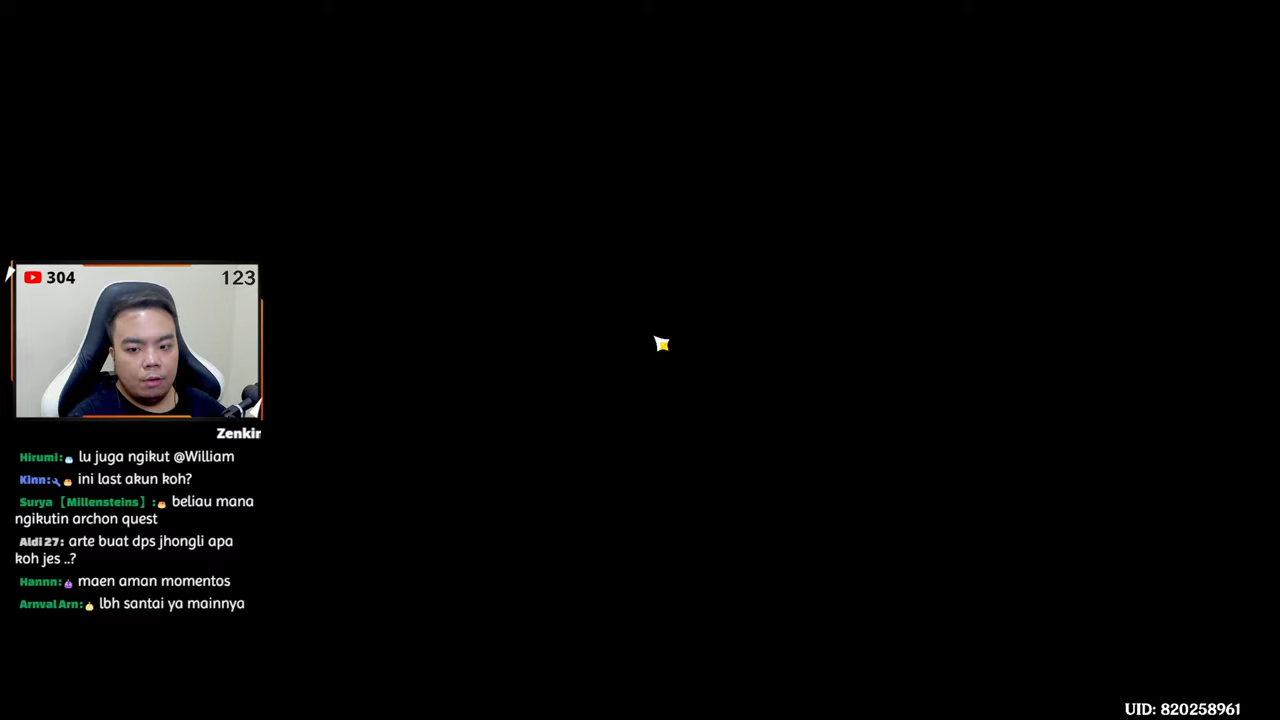 304
123
Zenkin
Hirumi: lu juga ngikut @William
Kinn: ini last akun koh?
Surya [Millensteins]: beliau mana
ngikutin archon quest
Aldi 27: arte buat dps jhongli apa
koh jes ..?
Hannn: maen aman momentos
Arnval Arn: lbh santai ya mainnya
UID: 820258961